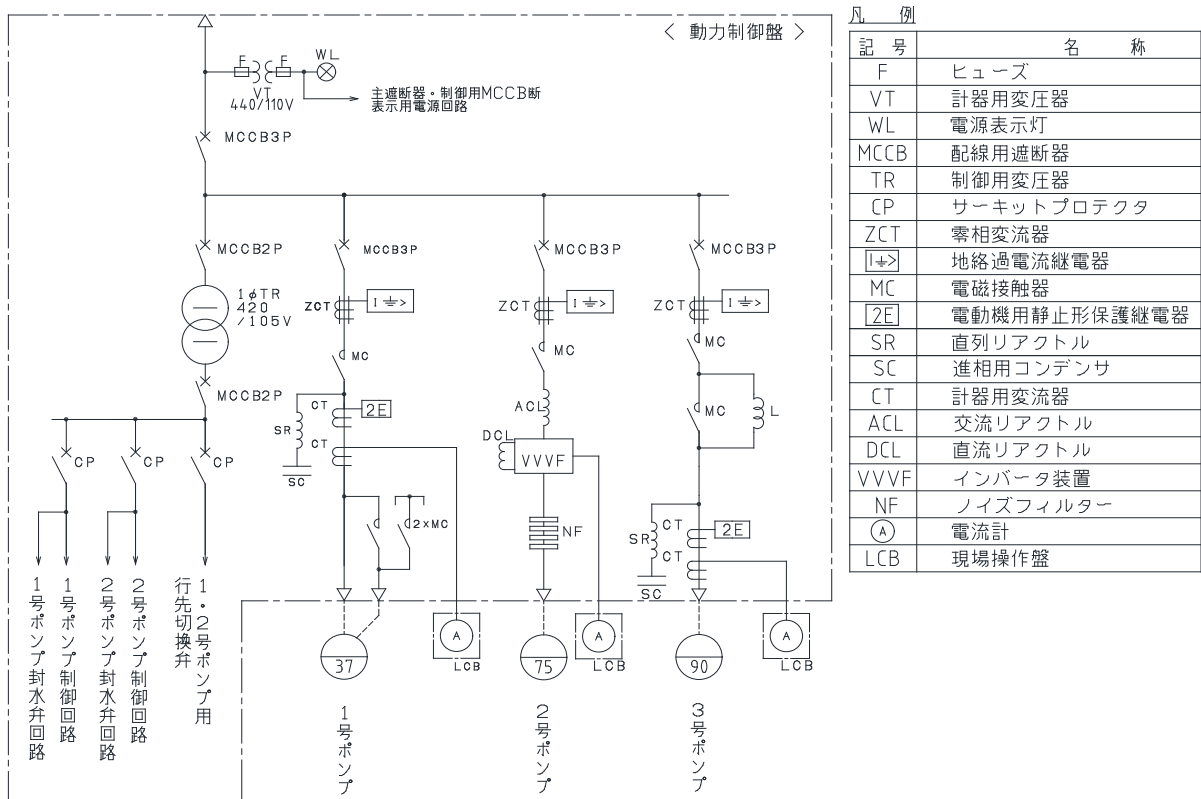 〈 動力制御盤 〉
F
F
WL
VT
440/110V
主遮断器・制御用MCCB断
表示用電源回路
MCCB3P
MCCB2P
MCCB3P
MCCB3P
MCCB3P
1φTR
420
/105V
ZCT
I
>
ZCT
I
>
ZCT
I
>
MC
MC
MC
MCCB2P
CT
2E
SR
CT
SC
ACL
DCL
VVVF
MC
L
CP
CP
CP
2×MC
NF
SR
CT
2E
CT
SC
1号ポンプ封水弁回路
1号ポンプ制御回路
2号ポンプ封水弁回路
2号ポンプ制御回路
1・2号ポンプ用
行先切換弁
37
A
LCB
75
A
LCB
90
A
LCB
1号ポンプ
2号ポンプ
3号ポンプ
凡 例
記 号 名 称
F ヒューズ
VT 計器用変圧器
WL 電源表示灯
MCCB 配線用遮断器
TR 制御用変圧器
CP サーキットプロテクタ
ZCT 零相変流器
I⏚> 地絡過電流継電器
MC 電磁接触器
2E 電動機用静止形保護継電器
SR 直列リアクトル
SC 進相用コンデンサ
CT 計器用変流器
ACL 交流リアクトル
DCL 直流リアクトル
VVVF インバータ装置
NF ノイズフィルター
A 電流計
LCB 現場操作盤